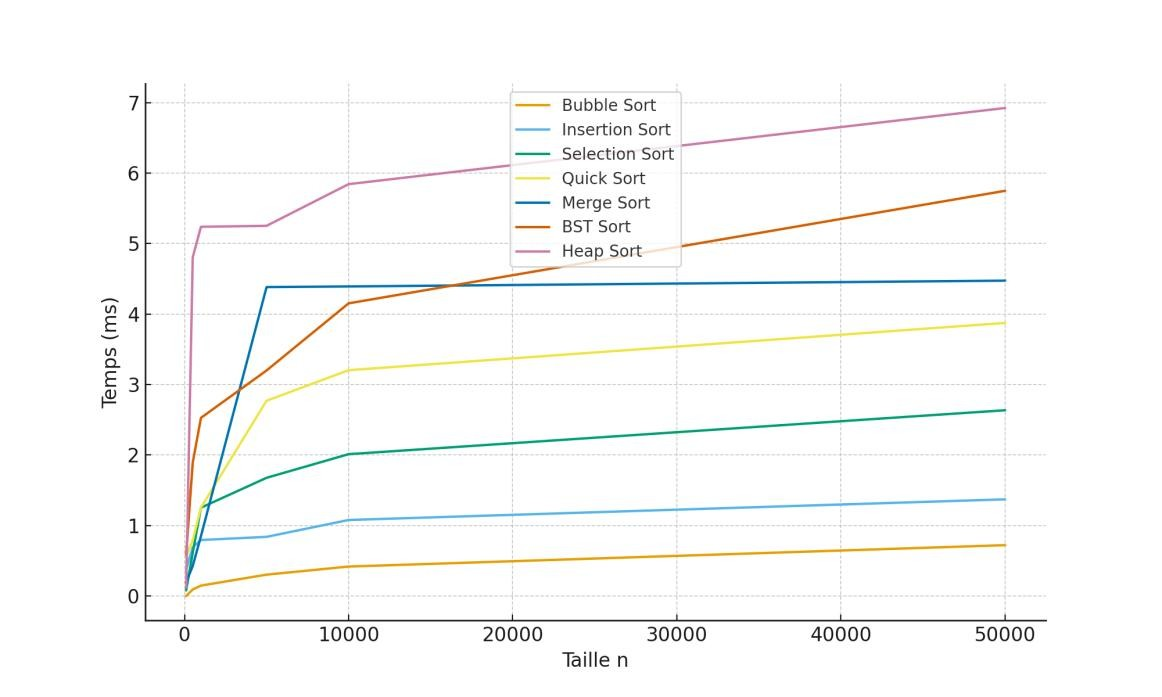 7
6
5
4
3
2
1
0
Temps (ms)
Bubble Sort
Insertion Sort
Selection Sort
Quick Sort
Merge Sort
BST Sort
Heap Sort
0 10000 20000 30000 40000 50000
Taille n